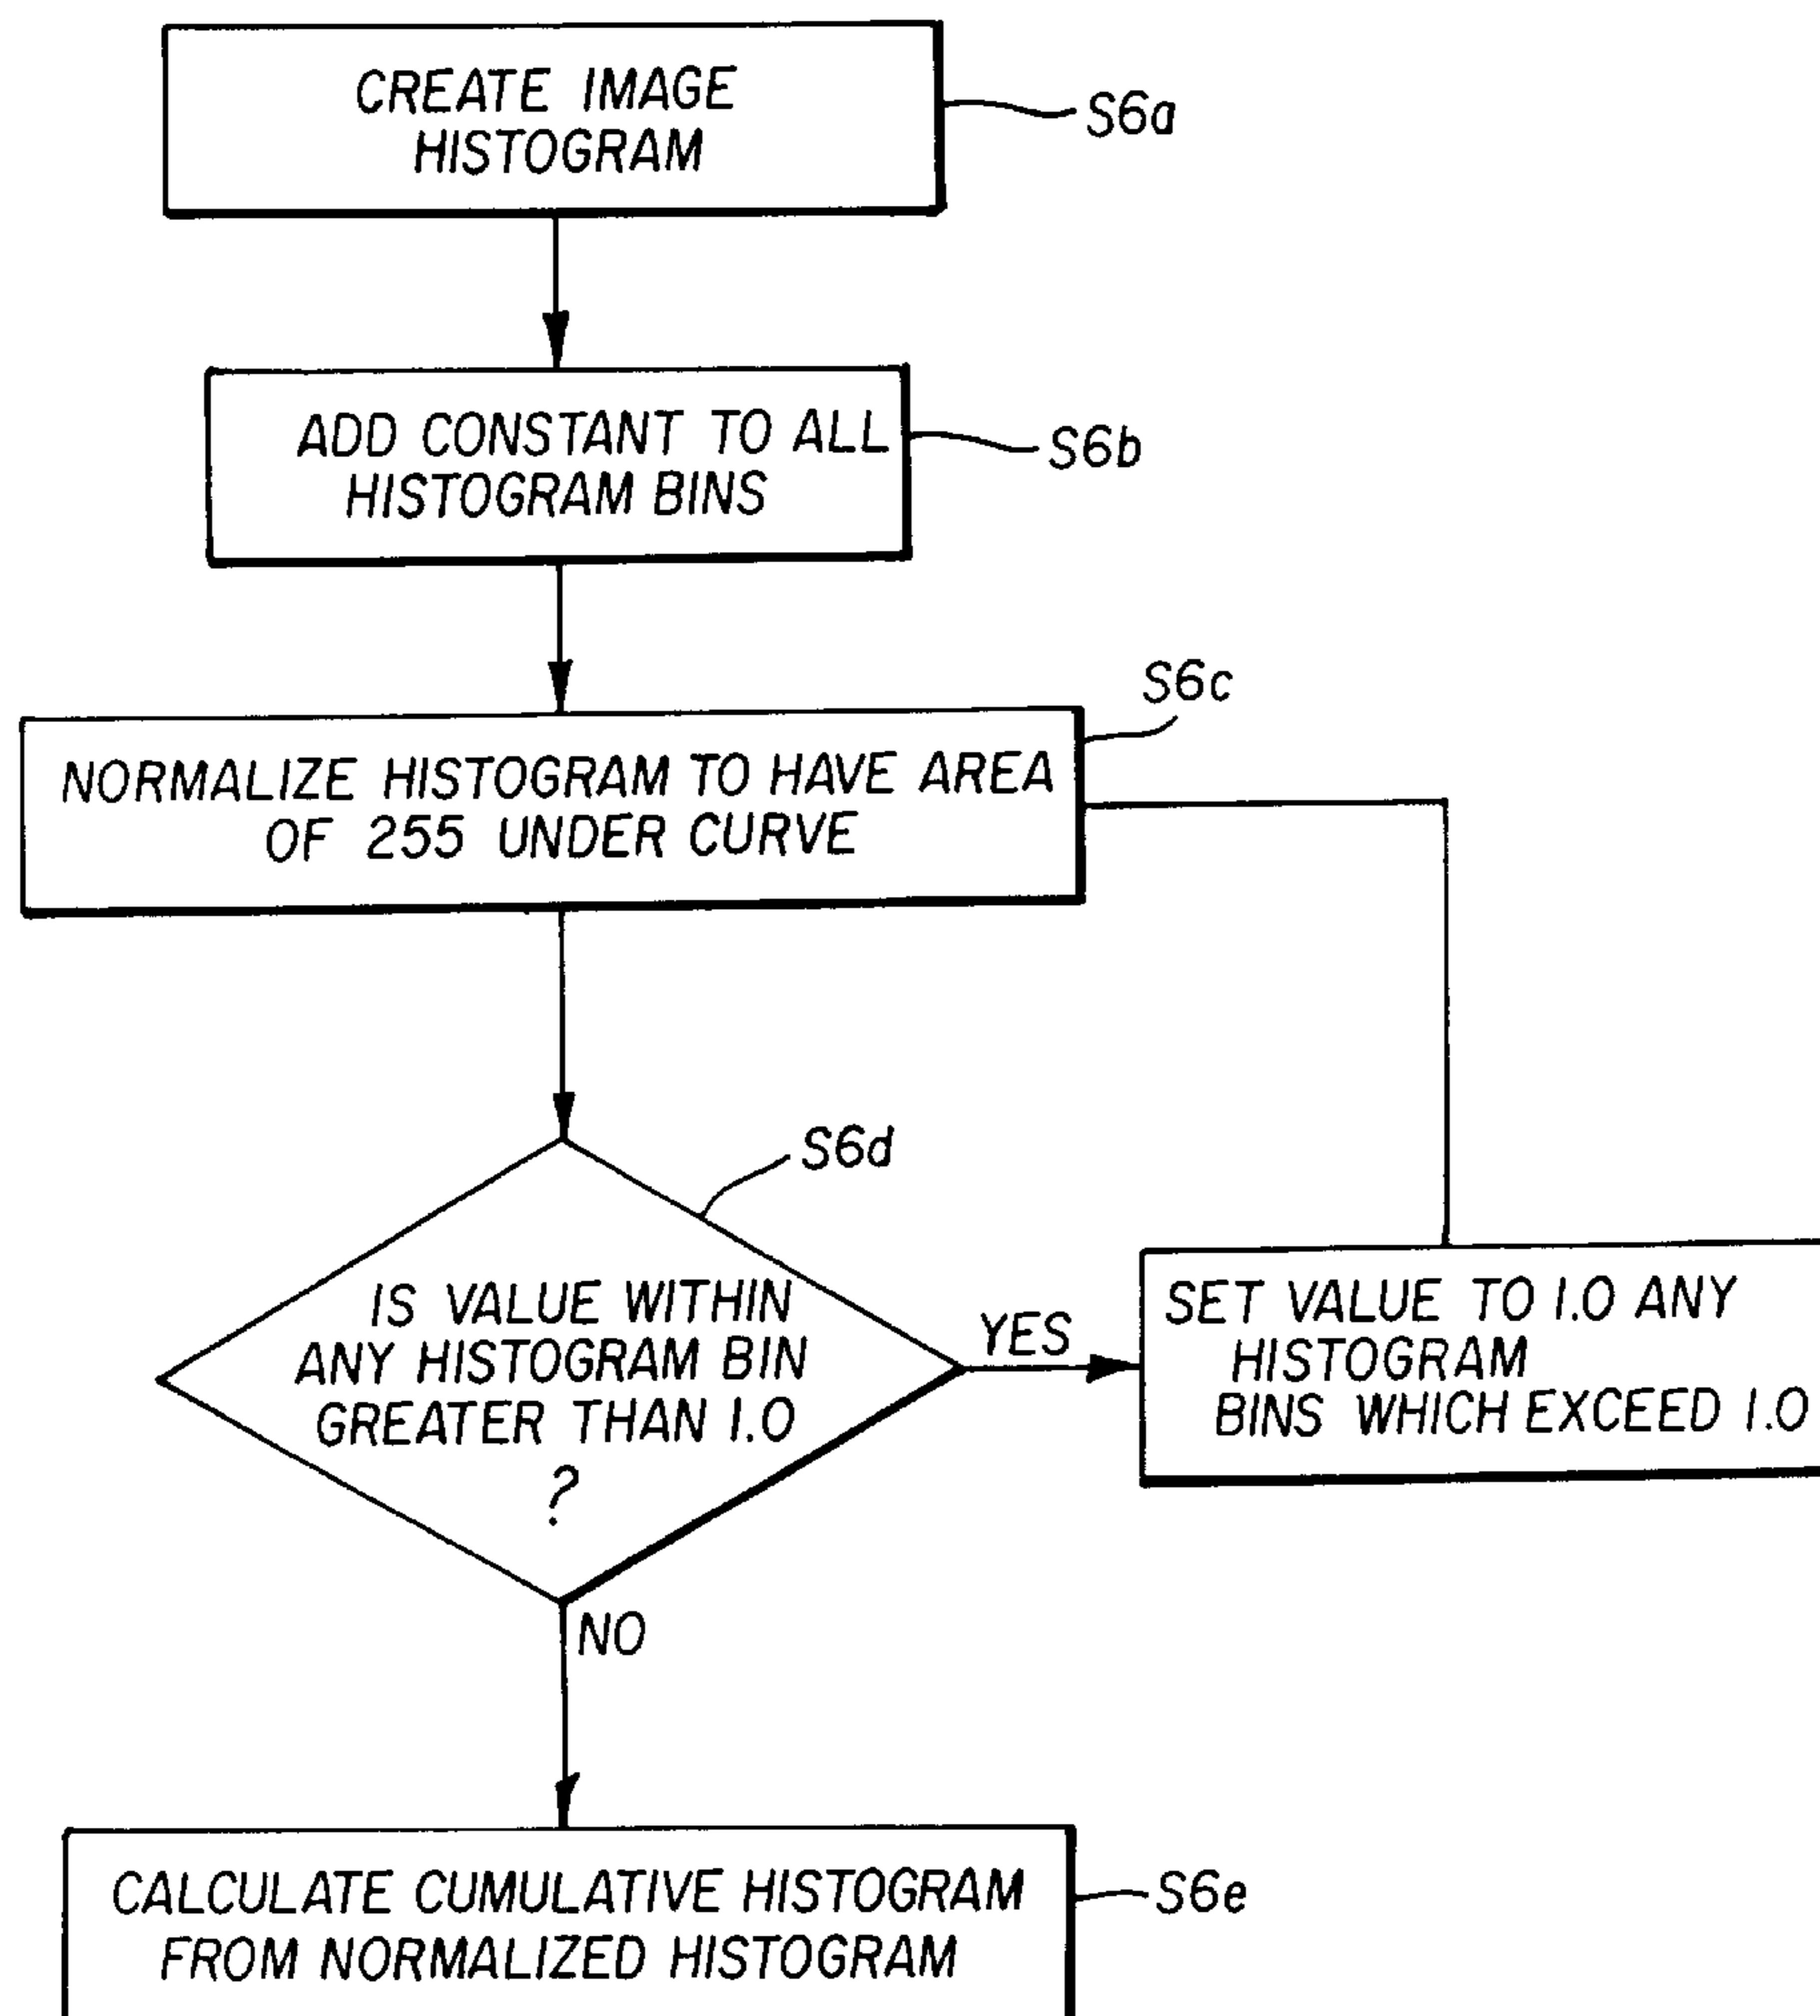 CREATE IMAGE
HISTOGRAM
S6a
ADD CONSTANT TO ALL
HISTOGRAM BINS
S6b
S6c
NORMALIZE HISTOGRAM TO HAVE AREA
OF 255 UNDER CURVE
S6d
IS VALUE WITHIN
ANY HISTOGRAM BIN
GREATER THAN 1.0
?
YES
SET VALUE TO 1.0 ANY
HISTOGRAM
BINS WHICH EXCEED 1.0
NO
CALCULATE CUMULATIVE HISTOGRAM
FROM NORMALIZED HISTOGRAM
S6e